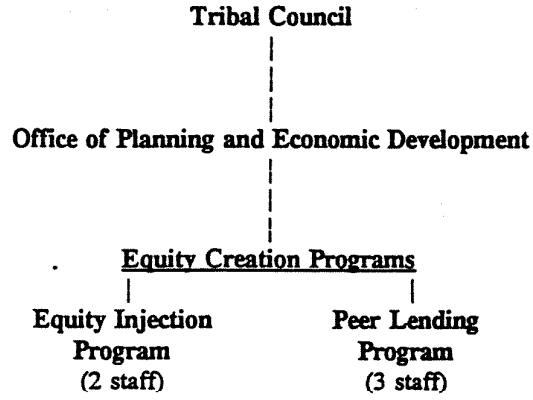 Tribal Council
Office of Planning and Economic Development
Equity Creation Programs
Equity Injection
Program
(2 staff)
Peer Lending
Program
(3 staff)